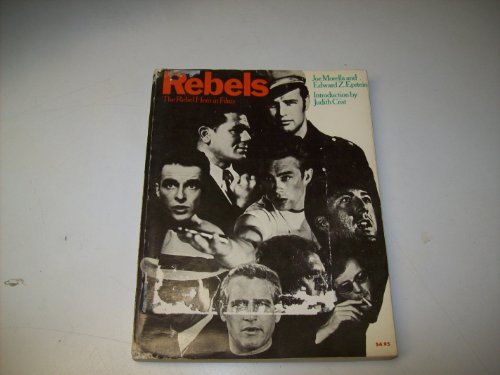 Rebels
The Rebel Hero in Films
Joe Morella and
Edward Z. Epstein
Introduction by
Judith Crist
$4.95